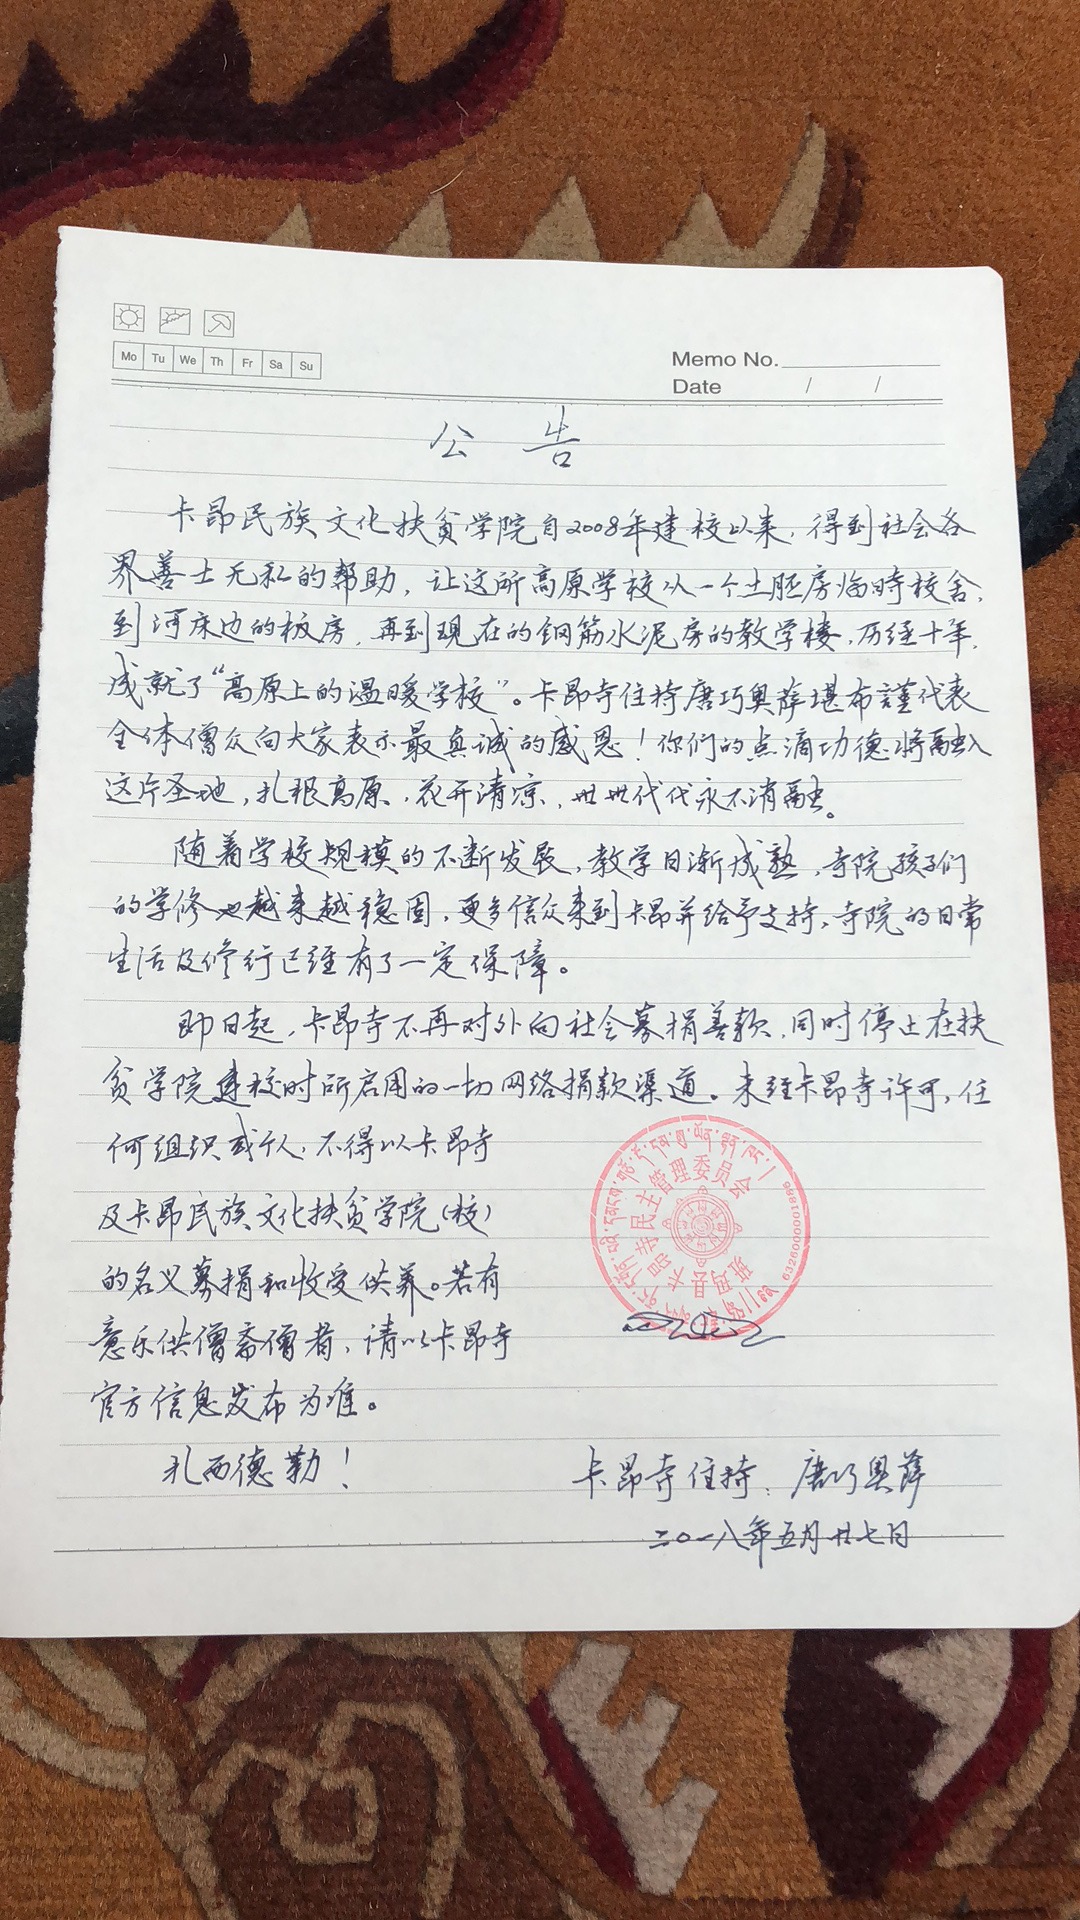 Mo Tu We Th Fr Sa Su
Memo No.
Date / /
公 告
卡昂民族文化扶贫学院自2008年建校以来，得到社会各
界善士无私的帮助，让这所高原学校从一个土胚房临时校舍，
到河床边的板房，再到现在的钢筋水泥房的教学楼，历经十年，
成就了“高原上的温暖学校”。卡昂寺住持唐巧奥萨堪布謹代表
全体僧众向大家表示最真诚的感恩！你们的点滴功德将融入
这片圣地，扎根高原，花开清凉，世世代代永不消融。
随着学校规模的不断发展，教学日渐成熟，寺院孩子们
的学修也越来越稳固，更多信众来到卡昂并给予支持，寺院的日常
生活及修行已经有了一定保障。
即日起，卡昂寺不再对外向社会募捐善款，同时停止在扶
贫学院建校时所启用的一切网络捐款渠道。未经卡昂寺许可，任
何组织或个人，不得以卡昂寺
及卡昂民族文化扶贫学院（校）
的名义募捐和收受供养。若有
意乐供僧斋僧者，请以卡昂寺
官方信息发布为准。
扎西德勒！
班玛县卡昂寺民主管理委员会
6326000001886
卡昂寺住持：唐巧奥萨
二〇一八年五月廿七日